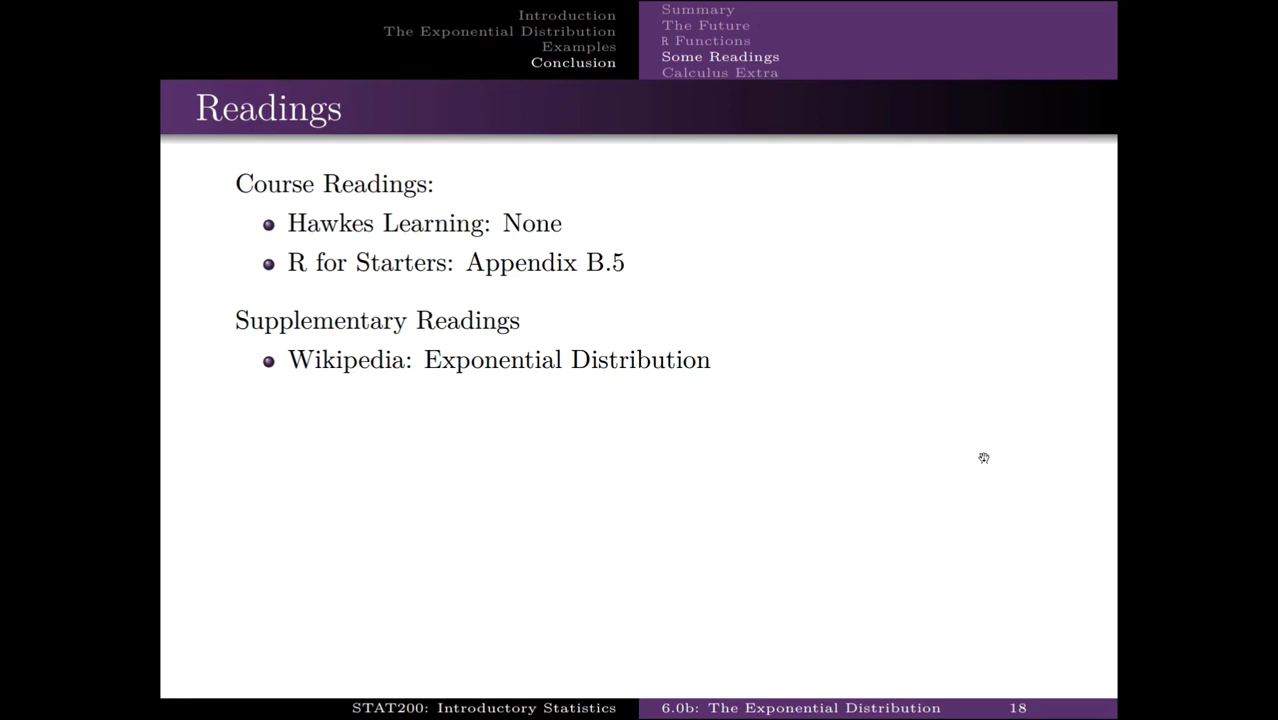 Introduction
The Exponential Distribution
Examples
Conclusion
Summary
The Future
R Functions
Some Readings
Calculus Extra
Readings
Course Readings:
Hawkes Learning: None
R for Starters: Appendix B.5
Supplementary Readings
Wikipedia: Exponential Distribution
STAT200: Introductory Statistics
6.0b: The Exponential Distribution 18